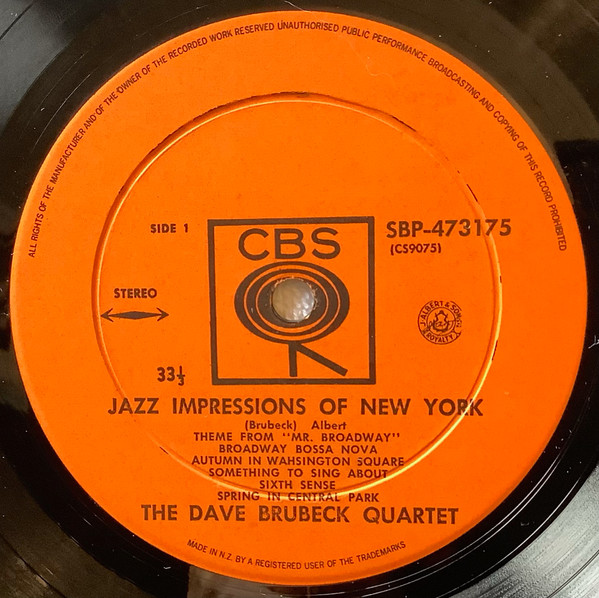 ALL RIGHTS OF THE MANUFACTURER AND OF THE OWNER OF THE RECORDED WORK RESERVED UNAUTHORISED PUBLIC PERFORMANCE BROADCASTING AND COPYING OF THIS RECORD PROHIBITED
SIDE 1
CBS
SBP-473175
(CS9075)
STEREO
J. ALBERT & SON
ROYALTY
33⅓
JAZZ IMPRESSIONS OF NEW YORK
(Brubeck) Albert
THEME FROM "MR. BROADWAY"
BROADWAY BOSSA NOVA
AUTUMN IN WAHSINGTON SQUARE
SOMETHING TO SING ABOUT
SIXTH SENSE
SPRING IN CENTRAL PARK
THE DAVE BRUBECK QUARTET
MADE IN N.Z. BY A REGISTERED USER OF THE TRADEMARKS